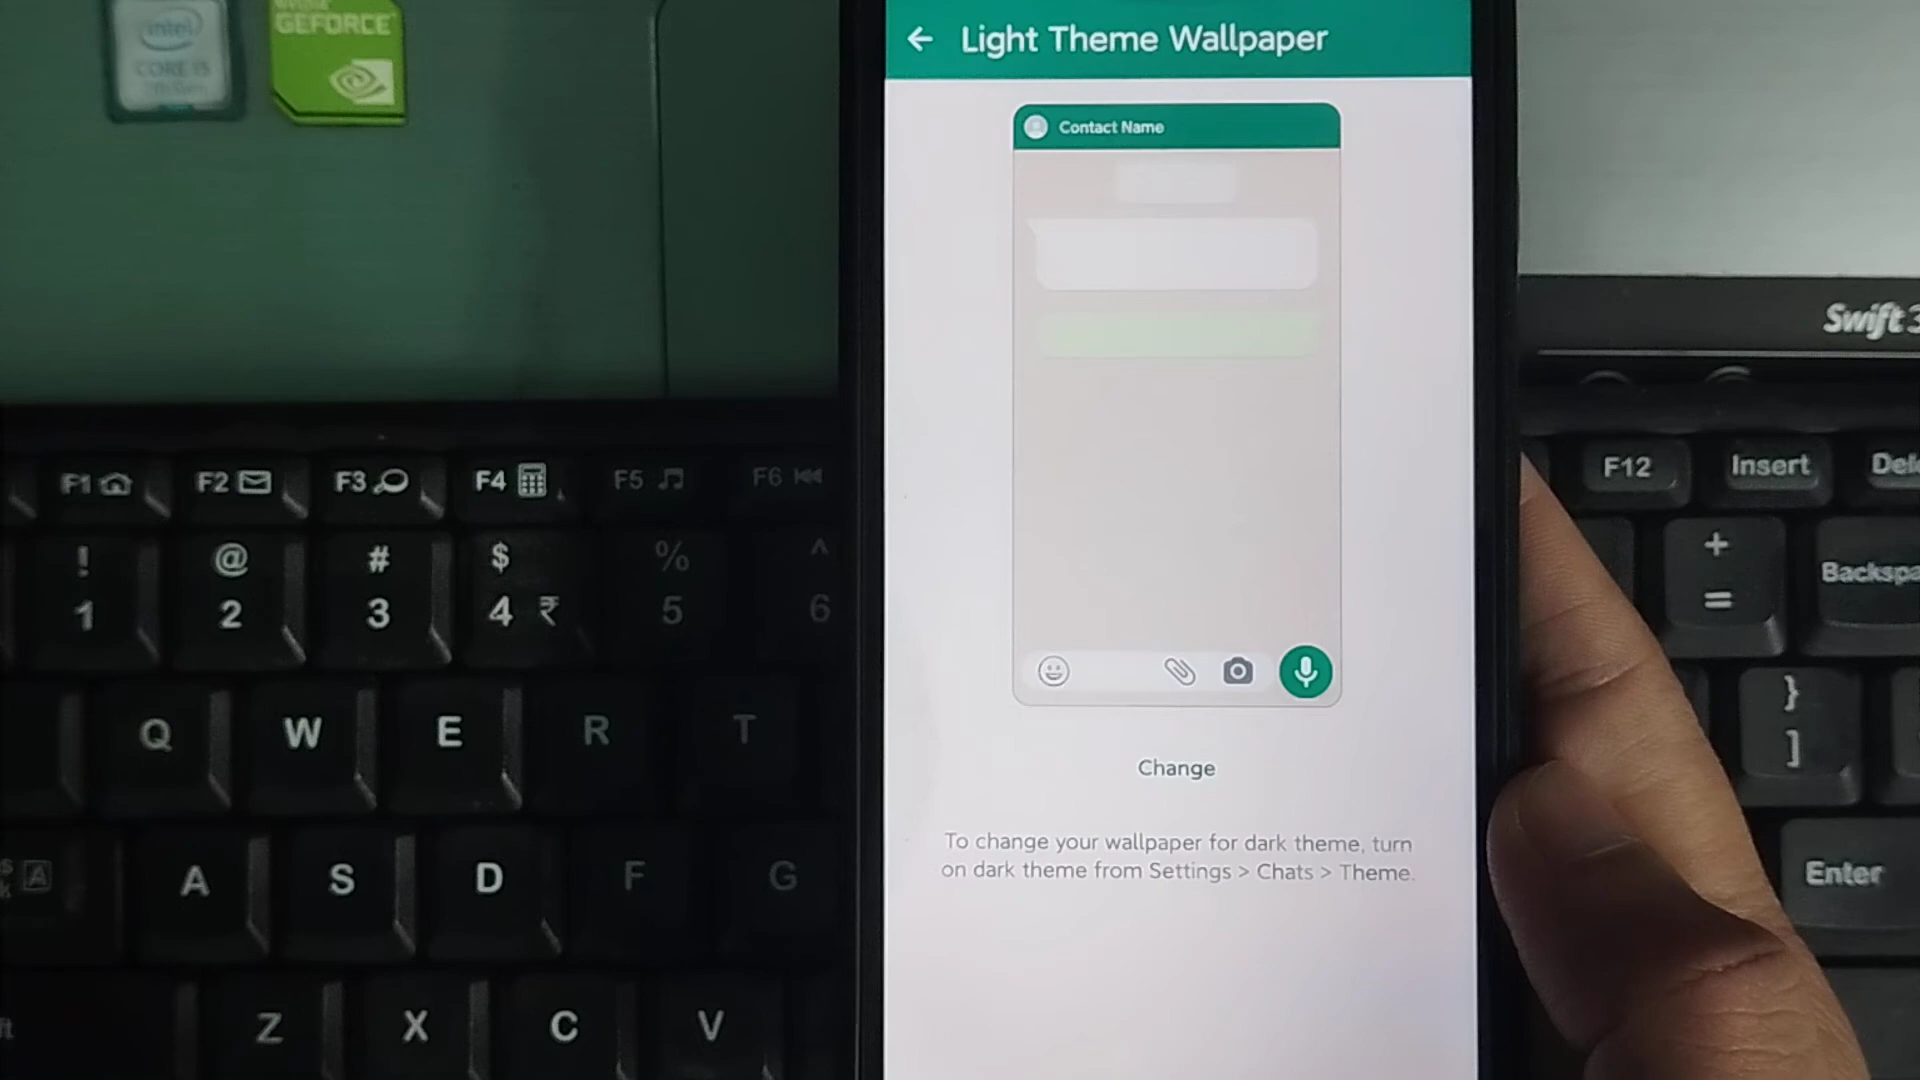 intel
CORE i5
NVIDIA
GEFORCE
Light Theme Wallpaper
Contact Name
Change
To change your wallpaper for dark theme, turn
on dark theme from Settings > Chats > Theme.
Swift 3
F1
F2
F3
F4
F5
F6
!
1
@
2
#
3
$
4 ₹
%
5
^
6
Q
W
E
R
T
A
A
S
D
F
G
Z
X
C
V
F12
Insert
+
=
}
]
Enter